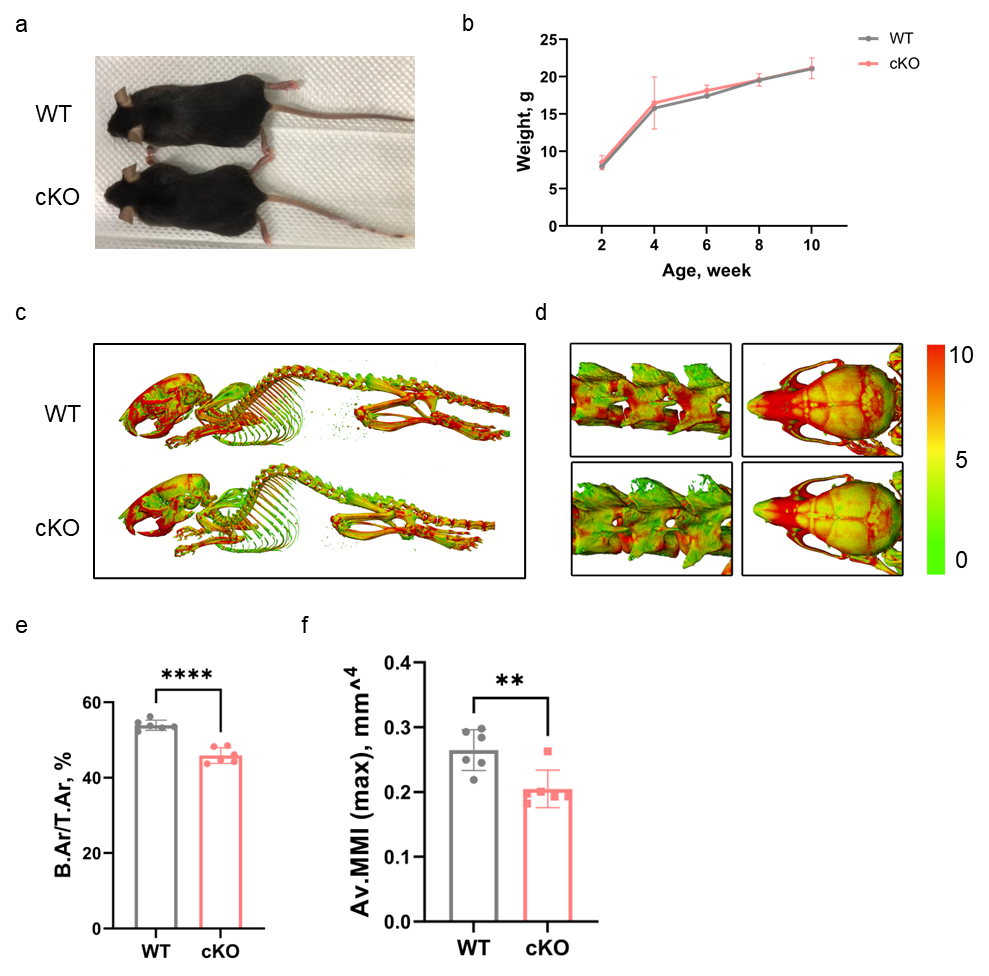 a
WT
cKO
b
Weight, g
25
20
15
10
5
0
2 4 6 8 10
Age, week
WT
cKO
c
WT
cKO
d
10
5
0
e
****
B.Ar/T.Ar, %
60
40
20
0
WT cKO
f
**
Av.MMI (max), mm^4
0.4
0.3
0.2
0.1
0.0
WT cKO